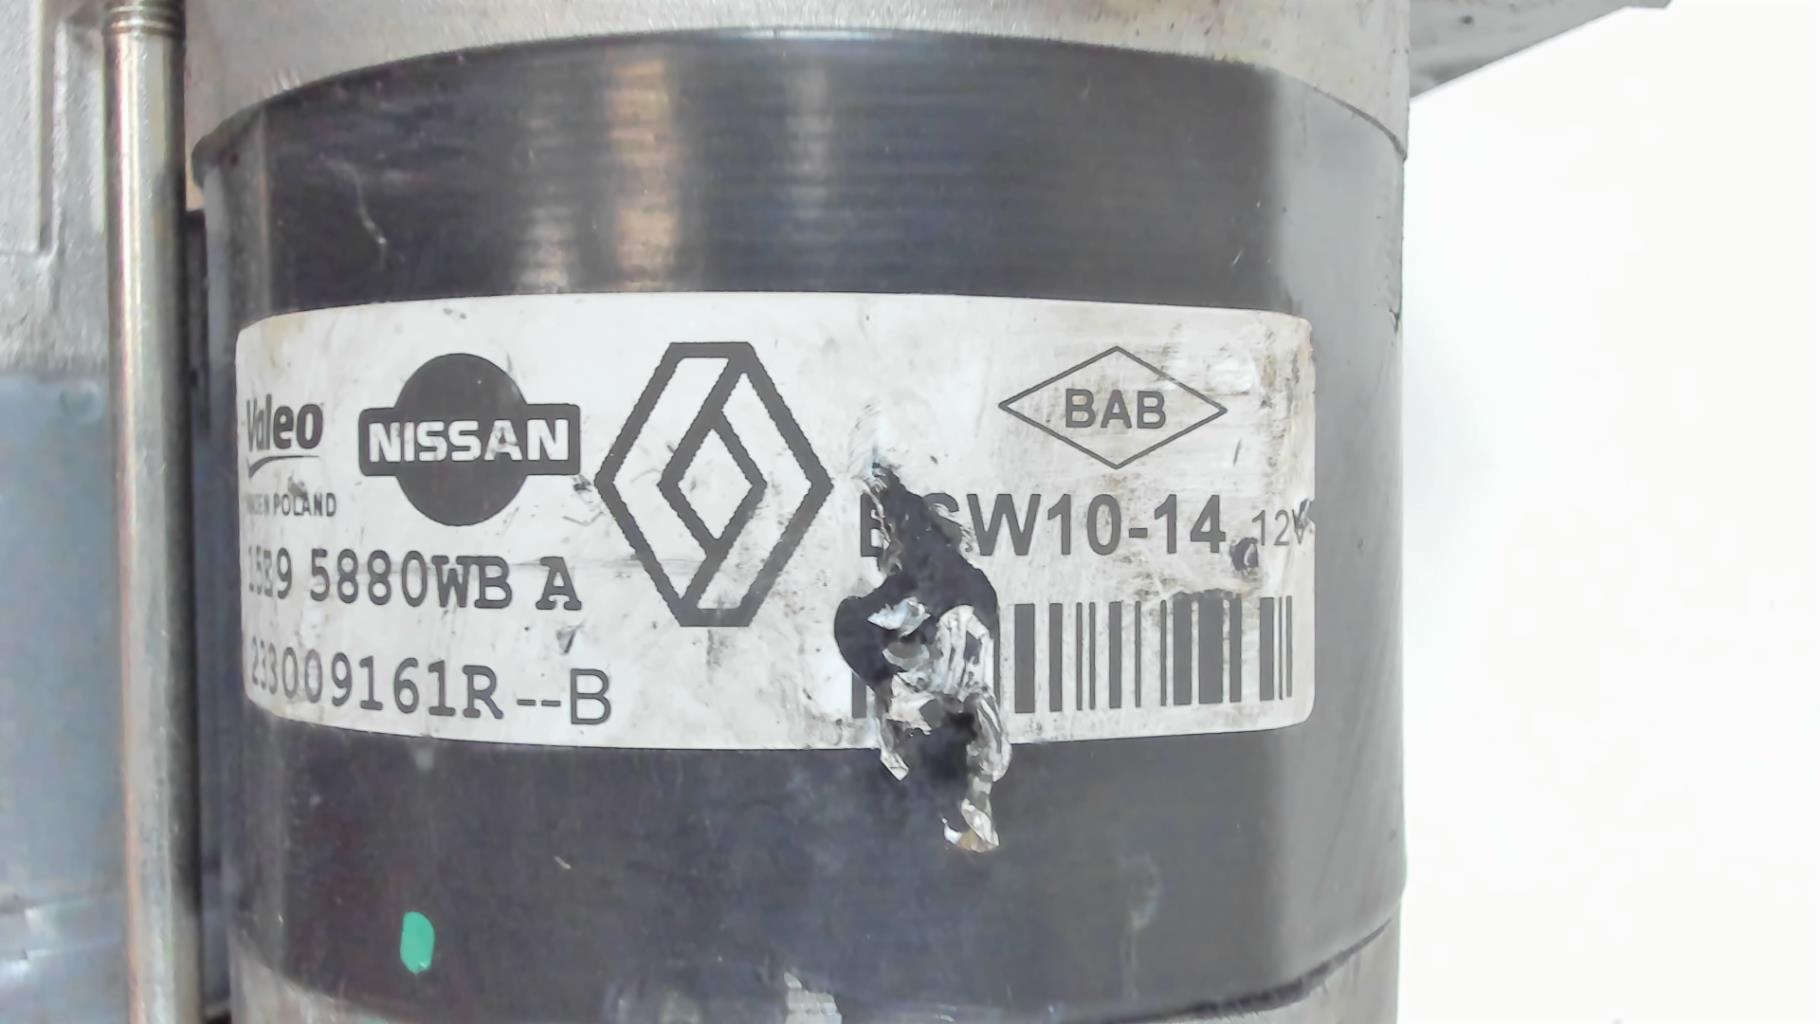 Valeo
NISSAN
BAB
POLAND
W10-14 12V
5880WB A
233009161R--B